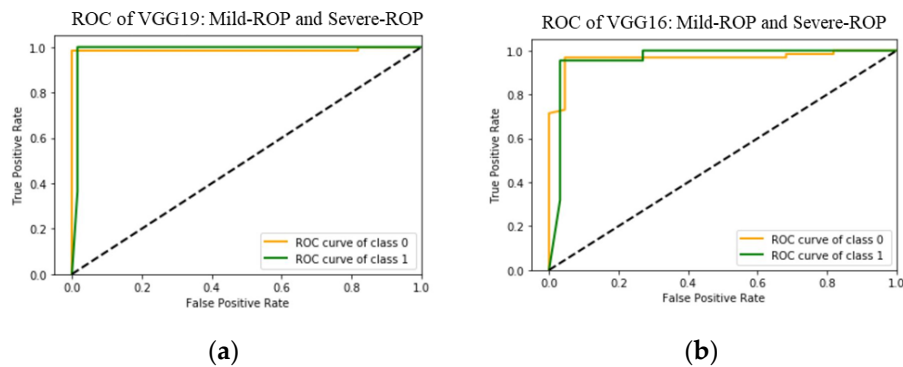 ROC of VGG19: Mild-ROP and Severe-ROP
1.0
0.8
0.6
0.4
0.2
0.0
True Positive Rate
0.0 0.2 0.4 0.6 0.8 1.0
False Positive Rate
ROC curve of class 0
ROC curve of class 1
(a)
ROC of VGG16: Mild-ROP and Severe-ROP
1.0
0.8
0.6
0.4
0.2
0.0
True Positive Rate
0.0 0.2 0.4 0.6 0.8 1.0
False Positive Rate
ROC curve of class 0
ROC curve of class 1
(b)